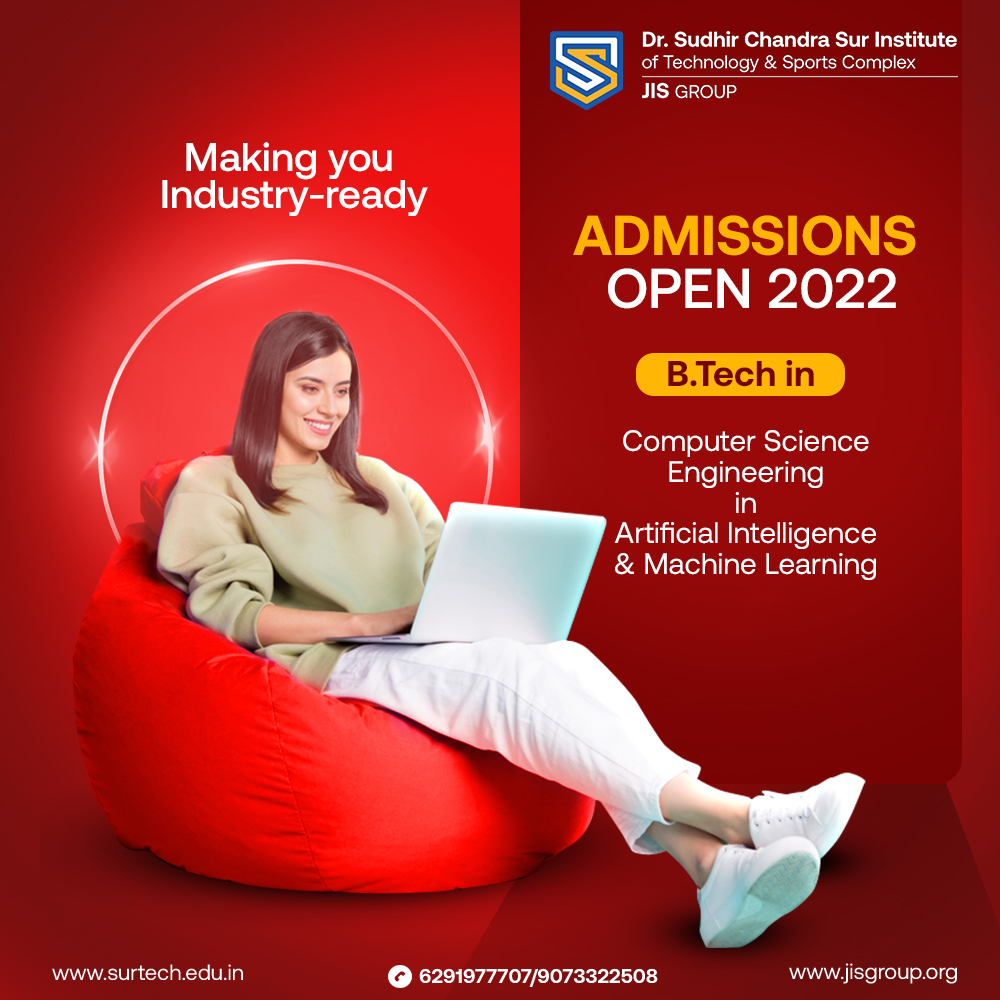 Dr. Sudhir Chandra Sur Institute
of Technology & Sports Complex
JIS GROUP
Making you
Industry-ready
ADMISSIONS
OPEN 2022
B.Tech in
Computer Science
Engineering
in
Artificial Intelligence
& Machine Learning
www.surtech.edu.in
6291977707/9073322508
www.jisgroup.org